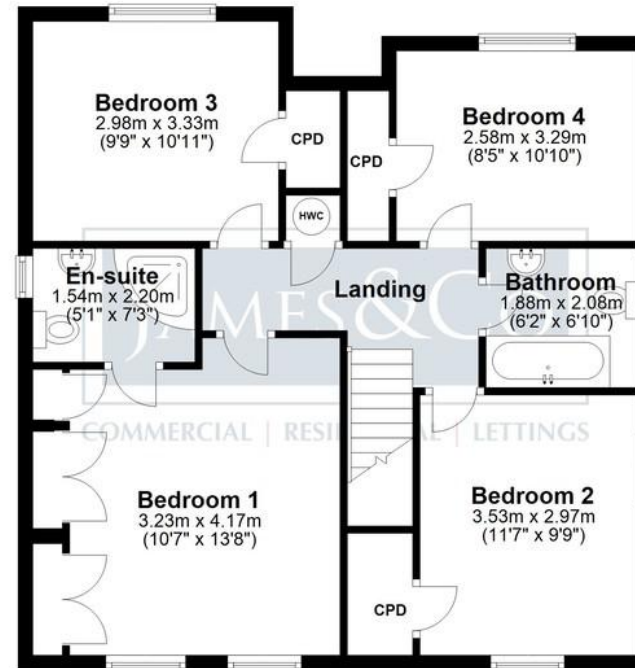 Bedroom 3
2.98m x 3.33m
(9'9" x 10'11")
CPD
CPD
Bedroom 4
2.58m x 3.29m
(8'5" x 10'10")
HWC
En-suite
1.54m x 2.20m
(5'1" x 7'3")
Landing
Bathroom
1.88m x 2.08m
(6'2" x 6'10")
JAMES&CO
COMMERCIAL | RESI AL | LETTINGS
Bedroom 1
3.23m x 4.17m
(10'7" x 13'8")
Bedroom 2
3.53m x 2.97m
(11'7" x 9'9")
CPD